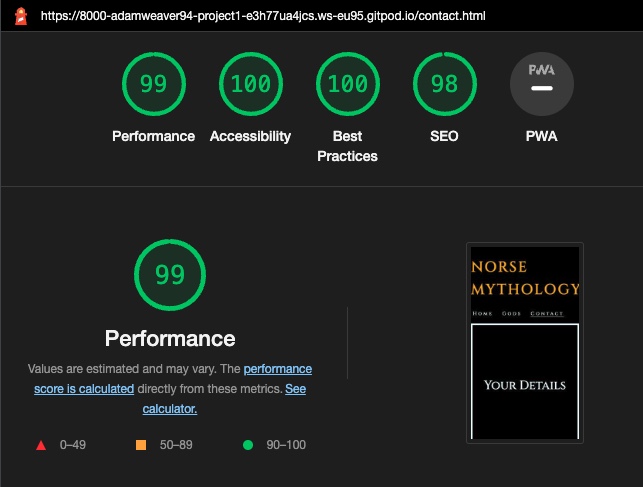 https://8000-adamweaver94-project1-e3h77ua4jcs.ws-eu95.gitpod.io/contact.html
99 100 100 98 PWA
Performance Accessibility Best Practices SEO PWA
99
Performance
Values are estimated and may vary. The performance
score is calculated directly from these metrics. See
calculator.
0–49 50–89 90–100
NORSE
MYTHOLOGY
Home Gods Contact
Your Details